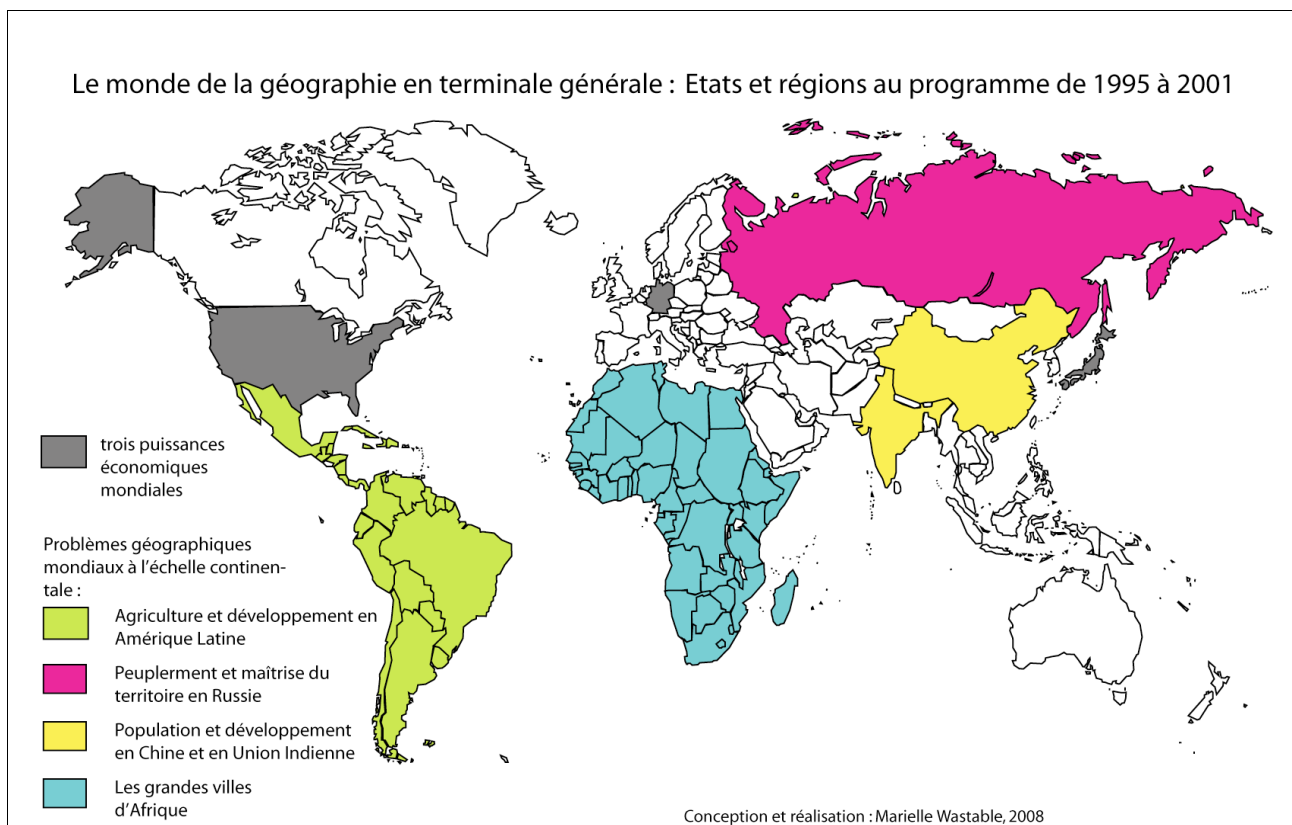 Le monde de la géographie en terminale générale : Etats et régions au programme de 1995 à 2001
trois puissances
économiques
mondiales
Problèmes géographiques
mondiaux à l'échelle continen-
tale :
Agriculture et développement en
Amérique Latine
Peuplerment et maîtrise du
territoire en Russie
Population et développement
en Chine et en Union Indienne
Les grandes villes
d'Afrique
Conception et réalisation : Marielle Wastable, 2008